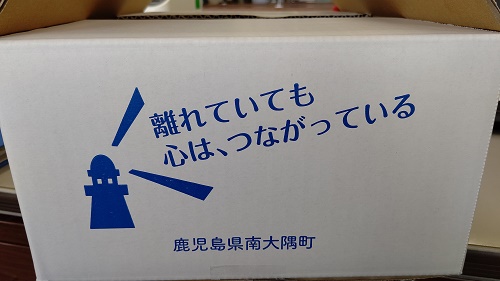 離れていても
心は、つながっている
鹿児島県南大隅町